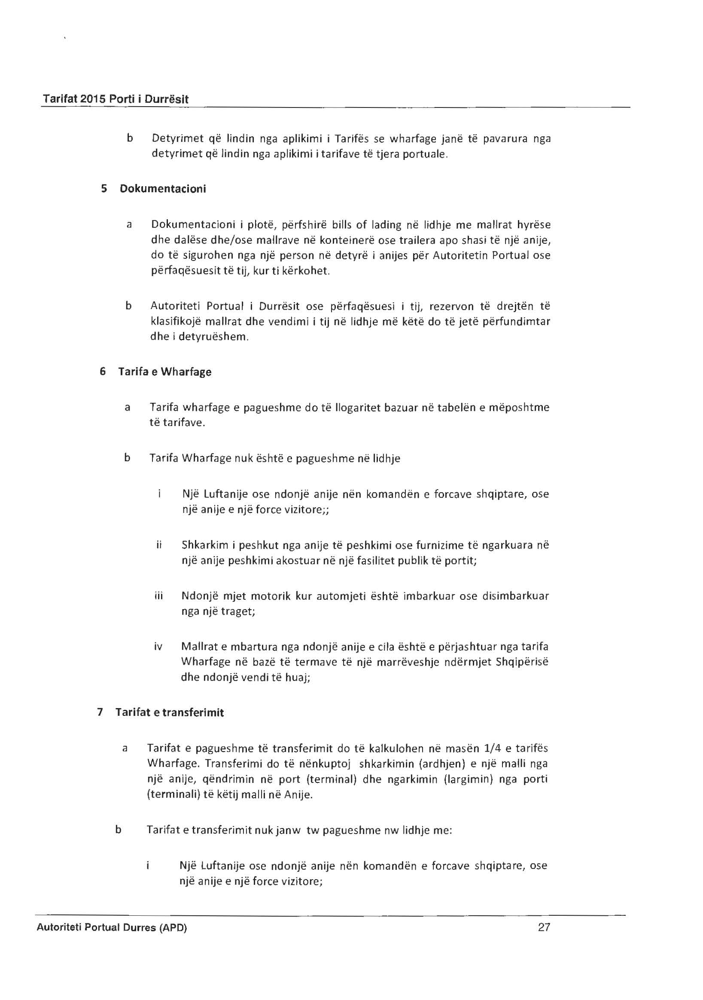 Tarifat 2015 Porti i Durrësit
b Detyrimet që lindin nga aplikimi i Tarifës se wharfage janë të pavarura nga
detyrimet që lindin nga aplikimi i tarifave të tjera portuale.
5 Dokumentacioni
a Dokumentacioni i plotë, përfshirë bills of lading në lidhje me mallrat hyrëse
dhe dalëse dhe/ose mallrave në konteinerë ose trailera apo shasi të një anije,
do të sigurohen nga një person në detyrë i anijes për Autoritetin Portual ose
përfaqësuesit të tij, kur ti kërkohet.
b Autoriteti Portual i Durrësit ose përfaqësuesi i tij, rezervon të drejtën të
klasifikojë mallrat dhe vendimi i tij në lidhje më këtë do të jetë përfundimtar
dhe i detyruëshem.
6 Tarifa e Wharfage
a Tarifa wharfage e pagueshme do të llogaritet bazuar në tabelën e mëposhtme
të tarifave.
b Tarifa Wharfage nuk është e pagueshme në lidhje
i Një Luftanije ose ndonjë anije nën komandën e forcave shqiptare, ose
një anije e një force vizitore;;
ii Shkarkim i peshkut nga anije të peshkimi ose furnizime të ngarkuara në
një anije peshkimi akostuar në një fasilitet publik të portit;
iii Ndonjë mjet motorik kur automjeti është imbarkuar ose disimbarkuar
nga një traget;
iv Mallrat e mbartura nga ndonjë anije e cila është e përjashtuar nga tarifa
Wharfage në bazë të termave të një marrëveshje ndërmjet Shqipërisë
dhe ndonjë vendi të huaj;
7 Tarifat e transferimit
a Tarifat e pagueshme të transferimit do të kalkulohen në masën 1/4 e tarifës
Wharfage. Transferimi do të nënkuptoj shkarkimin (ardhjen) e një malli nga
një anije, qëndrimin në port (terminal) dhe ngarkimin (largimin) nga porti
(terminali) të këtij malli në Anije.
b Tarifat e transferimit nuk janw tw pagueshme nw lidhje me:
i Një Luftanije ose ndonjë anije nën komandën e forcave shqiptare, ose
një anije e një force vizitore;
Autoriteti Portual Durres (APD) 27